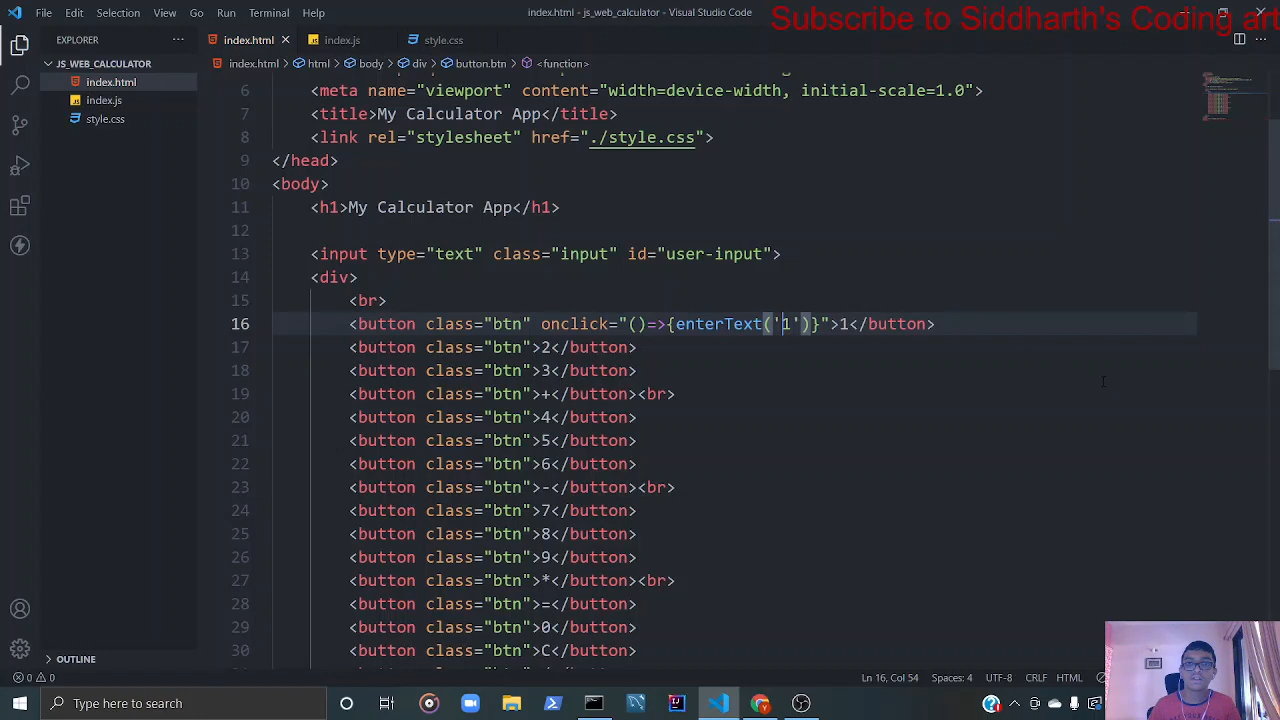 File Edit Selection View Go Run Terminal Help
index.html - js_web_calculator - Visual Studio Code
Subscribe to Siddharth's Coding art
EXPLORER
index.html
index.js
style.css
JS_WEB_CALCULATOR
index.html
index.js
style.css
index.html > html > body > div > button.btn > <function>
6 <meta name="viewport" content="width=device-width, initial-scale=1.0">
7 <title>My Calculator App</title>
8 <link rel="stylesheet" href="./style.css">
9 </head>
10 <body>
11 <h1>My Calculator App</h1>
12
13 <input type="text" class="input" id="user-input">
14 <div>
15 <br>
16 <button class="btn" onclick="()=>{enterText('1')}">1</button>
17 <button class="btn">2</button>
18 <button class="btn">3</button>
19 <button class="btn">+</button><br>
20 <button class="btn">4</button>
21 <button class="btn">5</button>
22 <button class="btn">6</button>
23 <button class="btn">-</button><br>
24 <button class="btn">7</button>
25 <button class="btn">8</button>
26 <button class="btn">9</button>
27 <button class="btn">*</button><br>
28 <button class="btn">=</button>
29 <button class="btn">0</button>
30 <button class="btn">C</button>
OUTLINE
0 0
Ln 16, Col 54 Spaces: 4 UTF-8 CRLF HTML
Type here to search